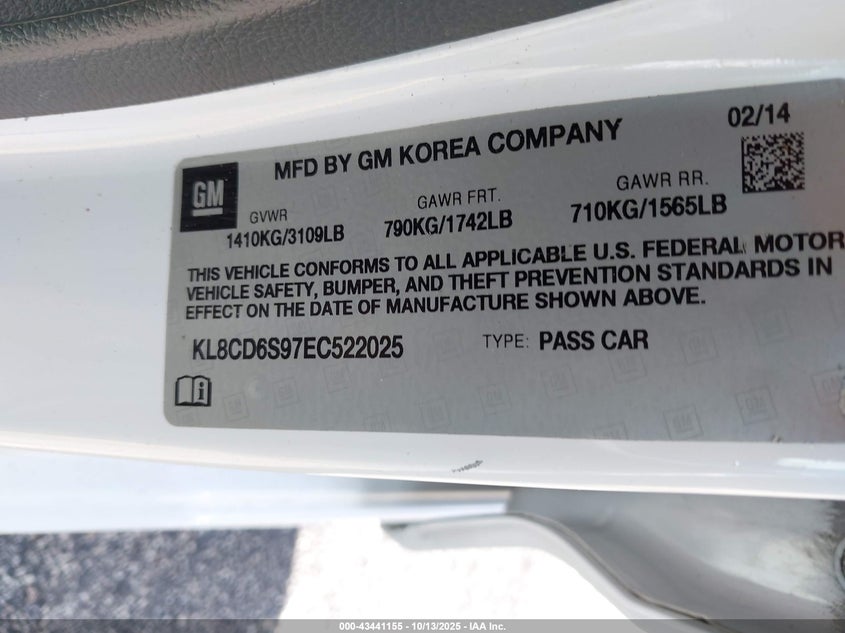 02/14
MFD BY GM KOREA COMPANY
GM
GVWR GAWR FRT. GAWR RR.
1410KG/3109LB 790KG/1742LB 710KG/1565LB
THIS VEHICLE CONFORMS TO ALL APPLICABLE U.S. FEDERAL MOTOR
VEHICLE SAFETY, BUMPER, AND THEFT PREVENTION STANDARDS IN
EFFECT ON THE DATE OF MANUFACTURE SHOWN ABOVE.
KL8CD6S97EC522025 TYPE: PASS CAR
000-43441155 - 10/13/2025 - IAA Inc.